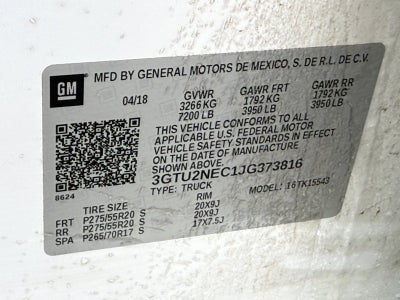 GM
MFD BY GENERAL MOTORS DE MEXICO, S. DE R.L. DE C.V.
04/18 GVWR GAWR FRT GAWR RR
3266 KG 1792 KG 1792 KG
7200 LB 3950 LB 3950 LB
THIS VEHICLE CONFORMS TO ALL
APPLICABLE U.S. FEDERAL MOTOR
VEHICLE SAFETY STANDARDS IN EFFECT
ON THE DATE OF MANUFACTURE
SHOWN ABOVE.
3GTU2NEC1JG373816
8624
TYPE: TRUCK MODEL: 16TK15543
TIRE SIZE RIM
FRT P275/55R20 S 20X9J
RR P275/55R20 S 20X9J
SPA P265/70R17 S 17X7.5J